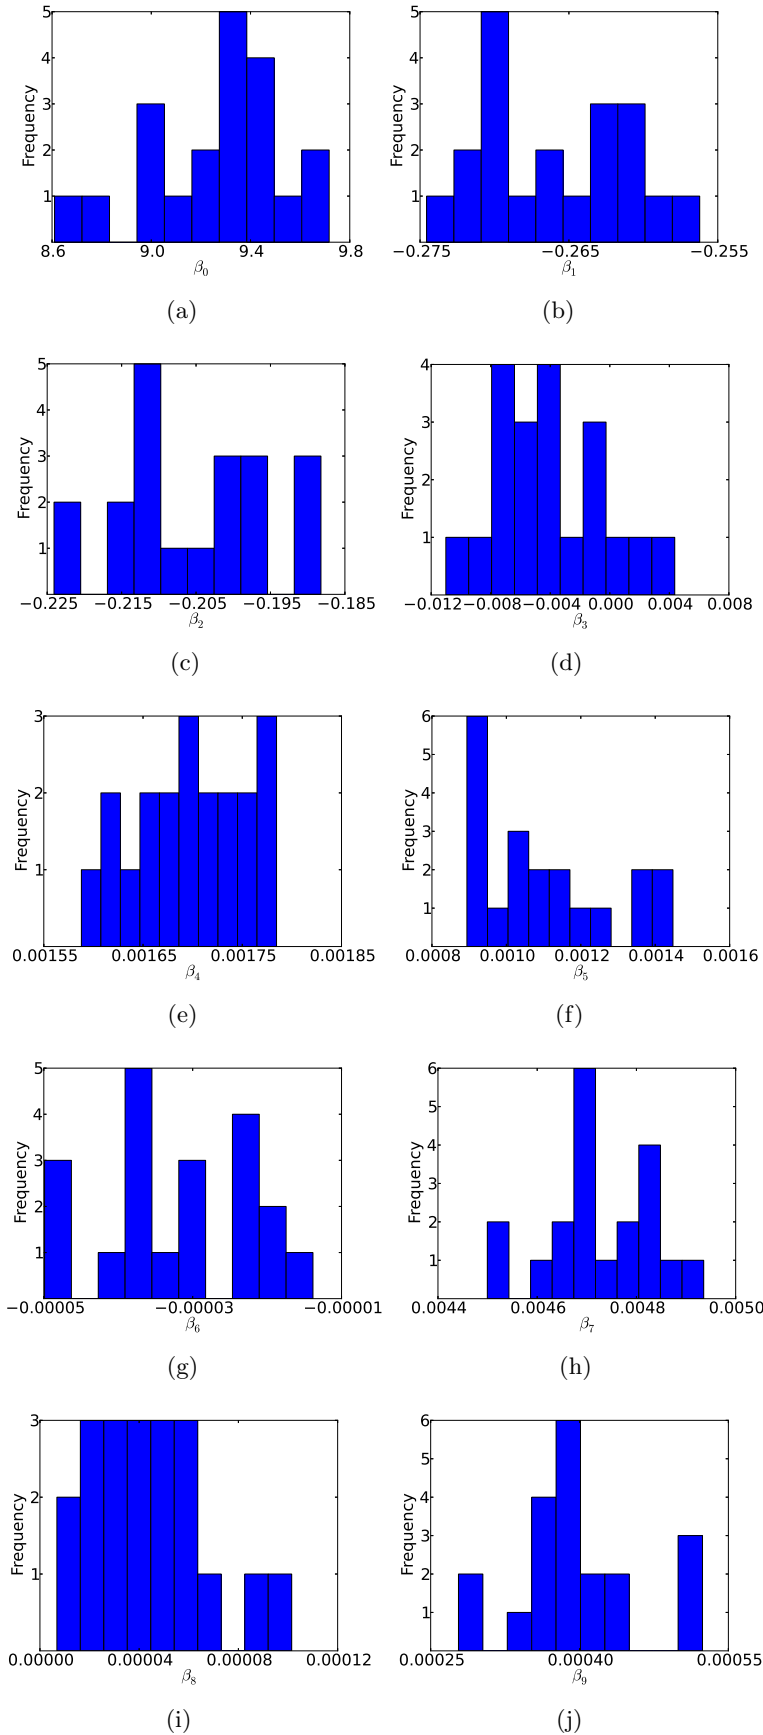 5
4
3
2
1
Frequency
8.6 9.0 9.4 9.8
β0
(a)
5
4
3
2
1
Frequency
−0.275 −0.265 −0.255
β1
(b)
5
4
3
2
1
Frequency
−0.225 −0.215 −0.205 −0.195 −0.185
β2
(c)
4
3
2
1
Frequency
−0.012 −0.008 −0.004 0.000 0.004 0.008
β3
(d)
3
2
1
Frequency
0.00155 0.00165 0.00175 0.00185
β4
(e)
6
5
4
3
2
1
Frequency
0.0008 0.0010 0.0012 0.0014 0.0016
β5
(f)
5
4
3
2
1
Frequency
−0.00005 −0.00003 −0.00001
β6
(g)
6
5
4
3
2
1
Frequency
0.0044 0.0046 0.0048 0.0050
β7
(h)
3
2
1
Frequency
0.00000 0.00004 0.00008 0.00012
β8
(i)
6
5
4
3
2
1
Frequency
0.00025 0.00040 0.00055
β9
(j)